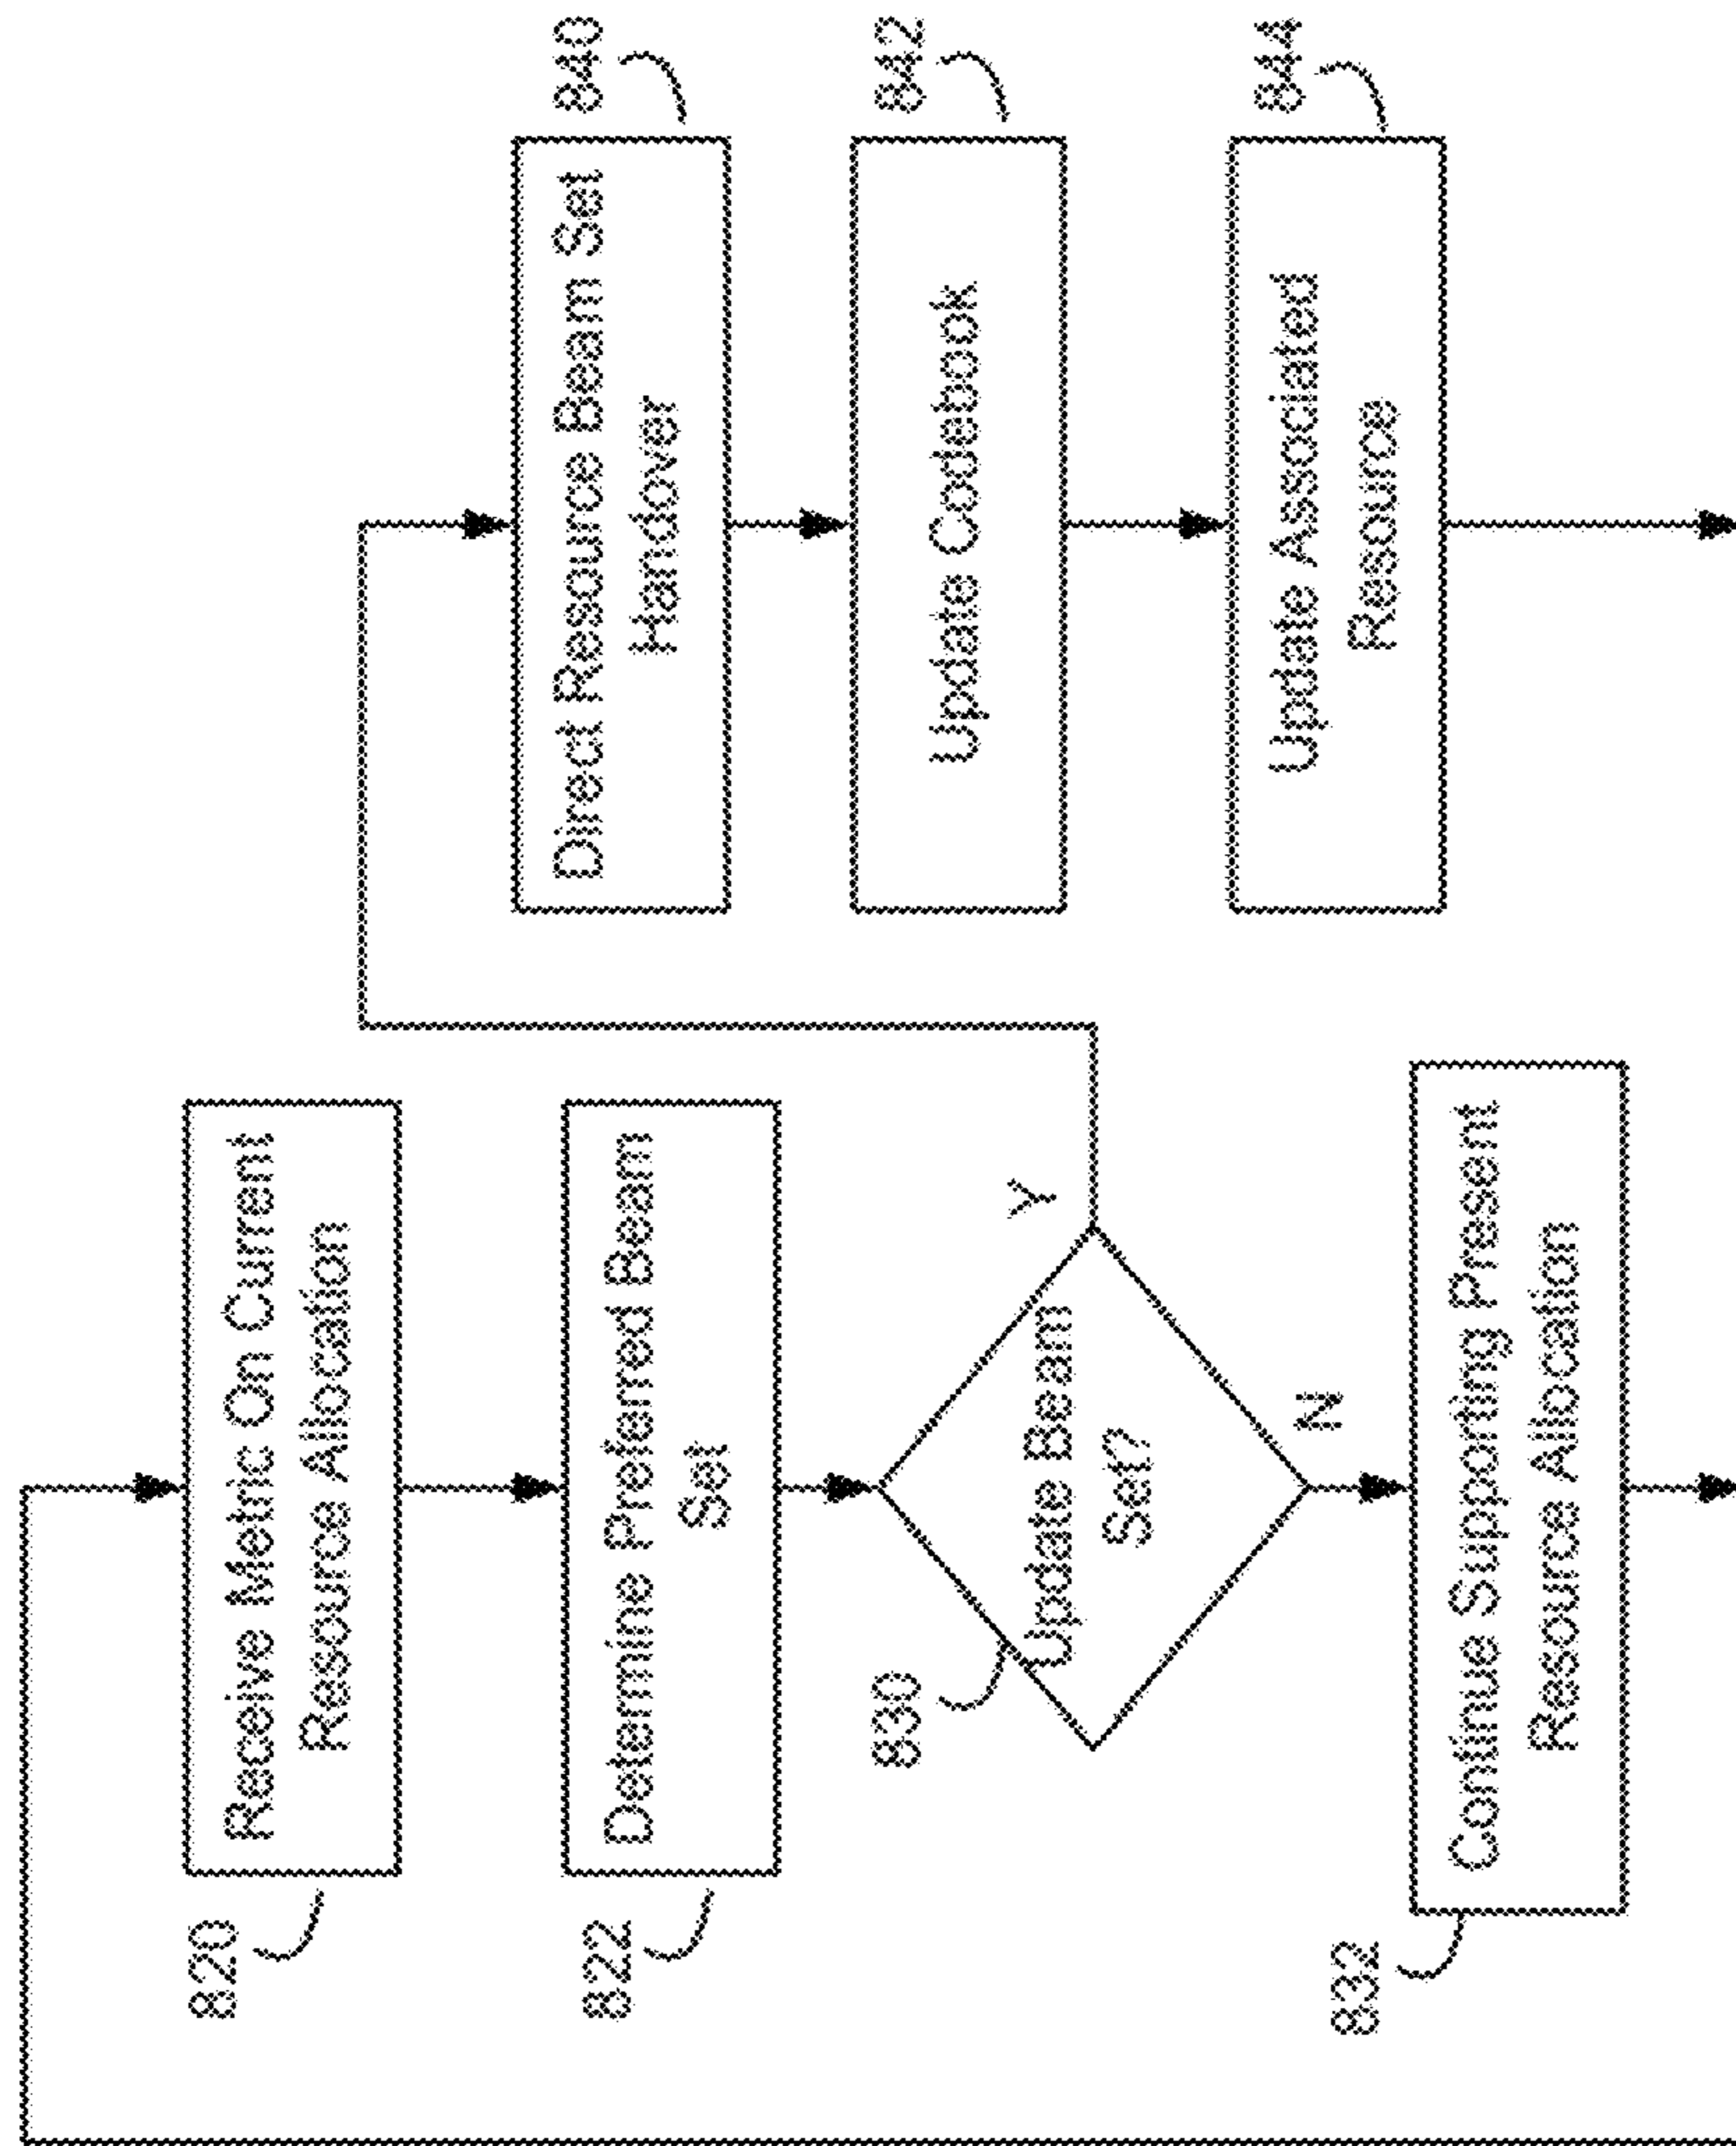 820
Receive Metric On Current
Resource Allocation
822
Determine Preferred Beam
Set
830
Update Beam
Set?
Y
N
832
Continue Supporting Present
Resource Allocation
Direct Resource Beam Set
Handover
840
Update Codebook
842
Update Associated
Resource
844